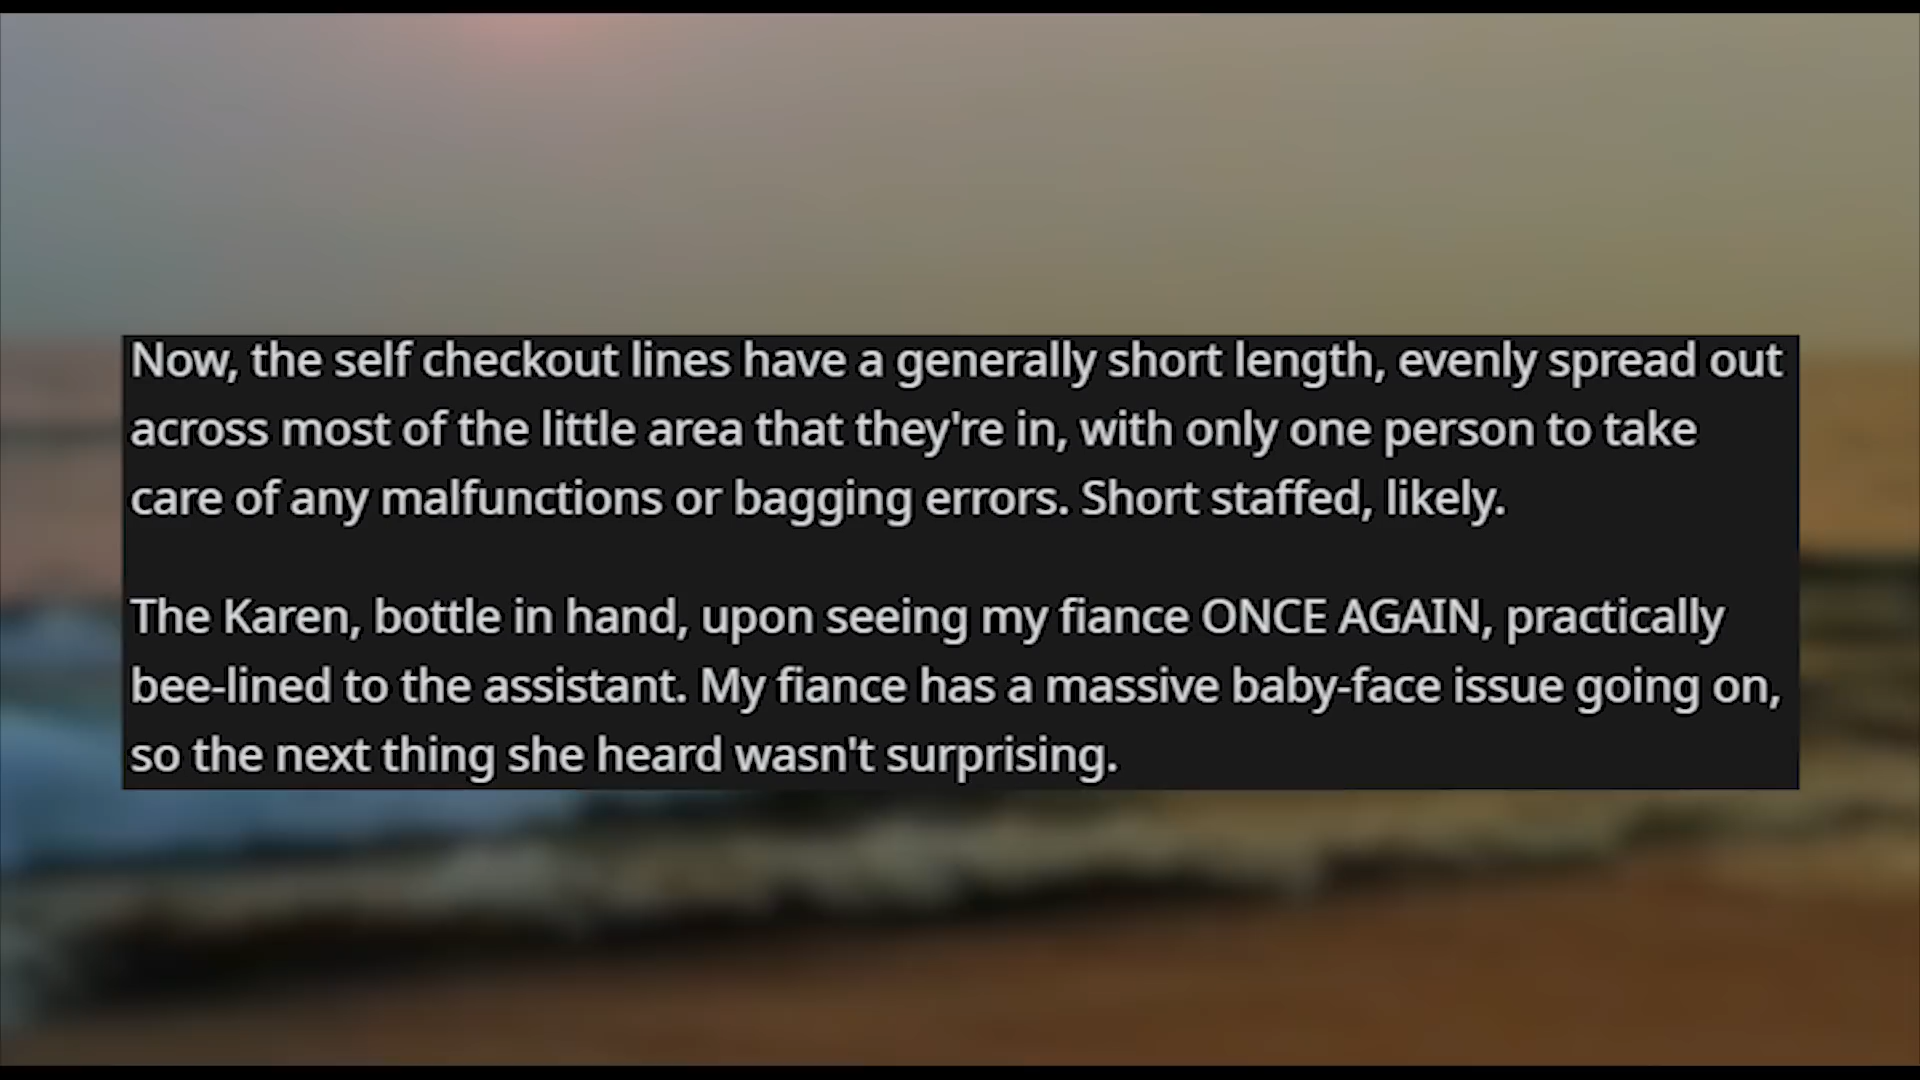 Now, the self checkout lines have a generally short length, evenly spread out
across most of the little area that they're in, with only one person to take
care of any malfunctions or bagging errors. Short staffed, likely.
The Karen, bottle in hand, upon seeing my fiance ONCE AGAIN, practically
bee-lined to the assistant. My fiance has a massive baby-face issue going on,
so the next thing she heard wasn't surprising.